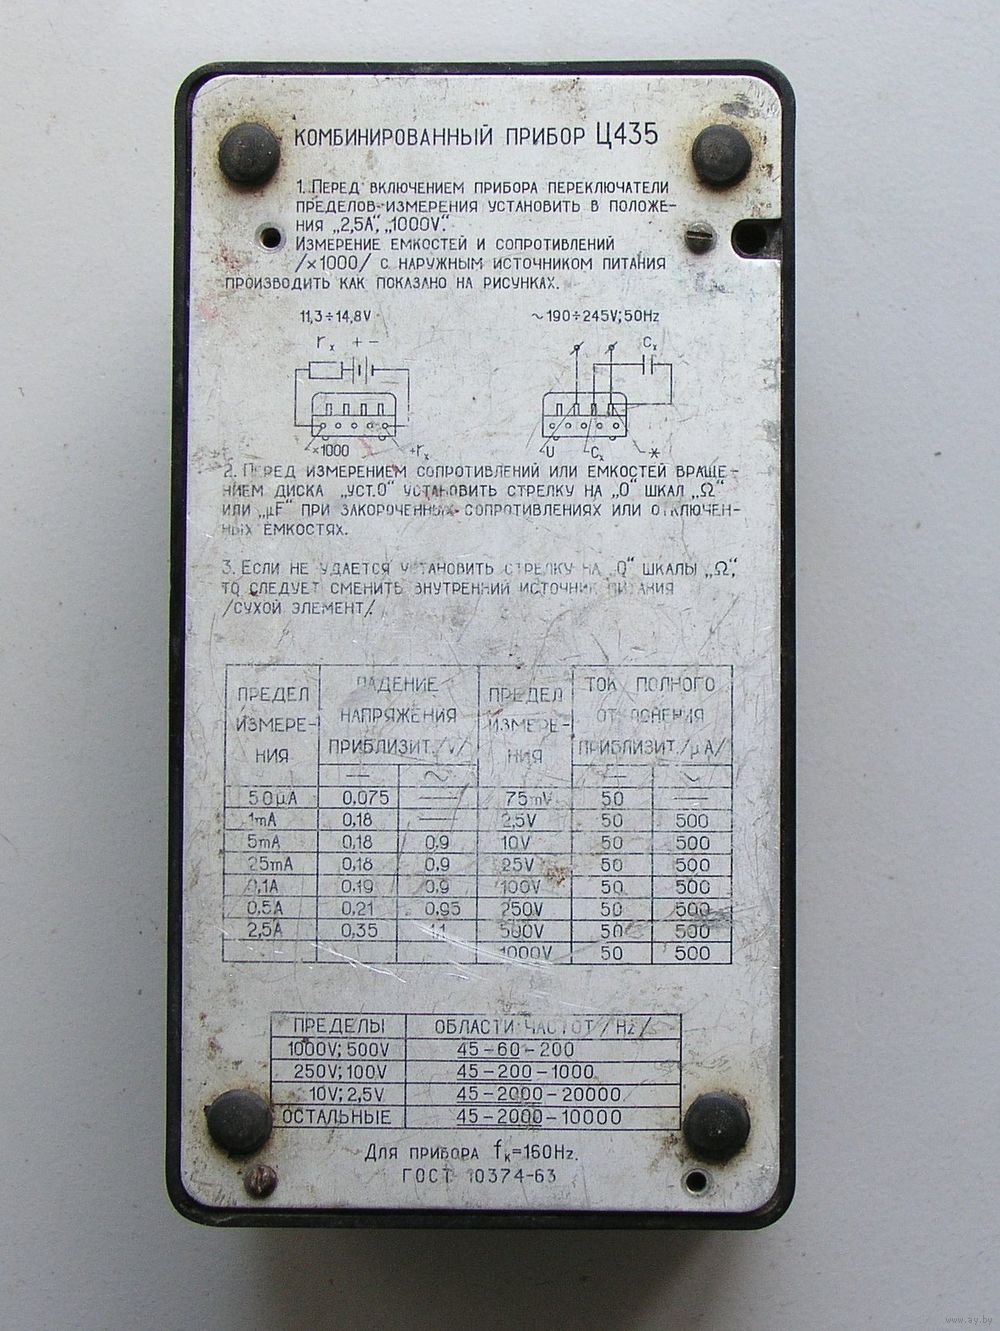 КОМБИНИРОВАННЫЙ ПРИБОР Ц435
1. ПЕРЕД ВКЛЮЧЕНИЕМ ПРИБОРА ПЕРЕКЛЮЧАТЕЛИ
ПРЕДЕЛОВ ИЗМЕРЕНИЯ УСТАНОВИТЬ В ПОЛОЖЕ-
НИЯ „2,5А“, „1000V“.
ИЗМЕРЕНИЕ ЕМКОСТЕЙ И СОПРОТИВЛЕНИЙ
/×1000/ С НАРУЖНЫМ ИСТОЧНИКОМ ПИТАНИЯ
ПРОИЗВОДИТЬ КАК ПОКАЗАНО НА РИСУНКАХ.
11,3÷14,8V ~190÷245V; 50Hz
rx + − Cx
×1000 +rx U Cx *
2. ПЕРЕД ИЗМЕРЕНИЕМ СОПРОТИВЛЕНИЙ ИЛИ ЕМКОСТЕЙ ВРАЩЕ-
НИЕМ ДИСКА „УСТ.О“ УСТАНОВИТЬ СТРЕЛКУ НА „О“ ШКАЛ „Ω“
ИЛИ „μF“ ПРИ ЗАКОРОЧЕННЫХ СОПРОТИВЛЕНИЯХ ИЛИ ОТКЛЮЧЕН-
НЫХ ЕМКОСТЯХ.
3. ЕСЛИ НЕ УДАЕТСЯ УСТАНОВИТЬ СТРЕЛКУ НА „О“ ШКАЛЫ „Ω“,
ТО СЛЕДУЕТ СМЕНИТЬ ВНУТРЕННИЙ ИСТОЧНИК ПИТАНИЯ
/СУХОЙ ЭЛЕМЕНТ/.
ПРЕДЕЛ ПАДЕНИЕ ПРЕДЕЛ ТОК ПОЛНОГО
ИЗМЕРЕ- НАПРЯЖЕНИЯ ИЗМЕРЕ- ОТКЛОНЕНИЯ
НИЯ ПРИБЛИЗИТ. /V/ НИЯ ПРИБЛИЗИТ. /μA/
— ~ — ~
50μA 0,075 — 75mV 50 —
1mA 0,18 — 2,5V 50 500
5mA 0,18 0,9 10V 50 500
25mA 0,18 0,9 25V 50 500
0,1A 0,19 0,9 100V 50 500
0,5A 0,21 0,95 250V 50 500
2,5A 0,35 1,1 500V 50 500
1000V 50 500
ПРЕДЕЛЫ ОБЛАСТИ ЧАСТОТ /Hz/
1000V; 500V 45-60-200
250V; 100V 45-200-1000
10V; 2,5V 45-2000-20000
ОСТАЛЬНЫЕ 45-2000-10000
ДЛЯ ПРИБОРА fк=160Hz.
ГОСТ 10374-63
www.ay.by